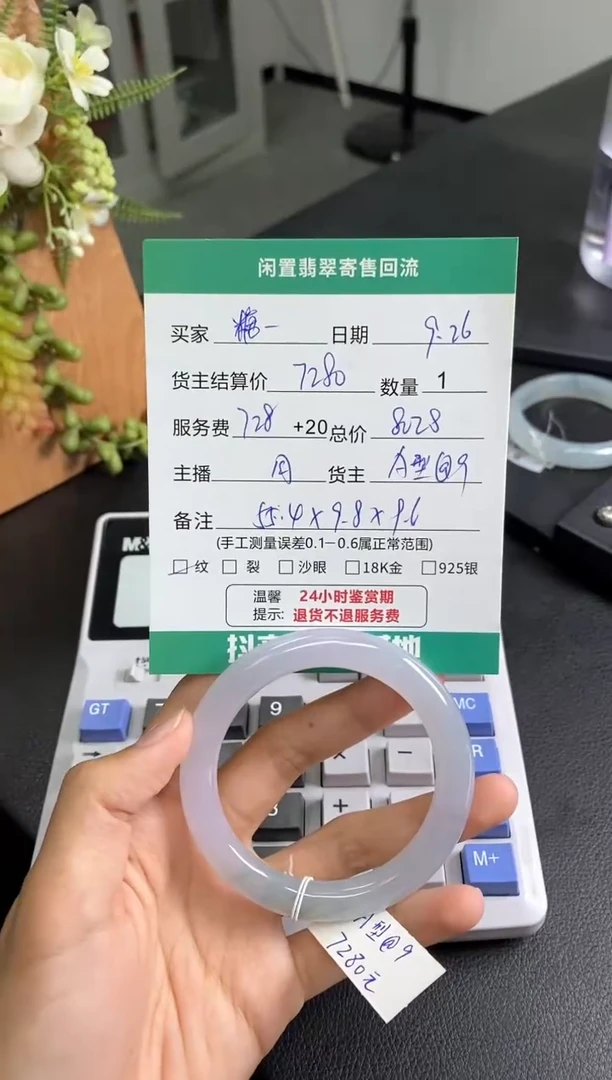 闲置翡翠寄售回流
买家 糖一 日期 9.26
货主结算价 7280 数量 1
服务费 728 +20 总价 8028
主播 周 货主 A型@9
备注 55.4×9.8×9.6
(手工测量误差0.1一0.6属正常范围)
纹 裂 沙眼 18K金 925银
温馨 24小时鉴赏期
提示: 退货不退服务费
GT
9
MC
M+
A型@9
7280元